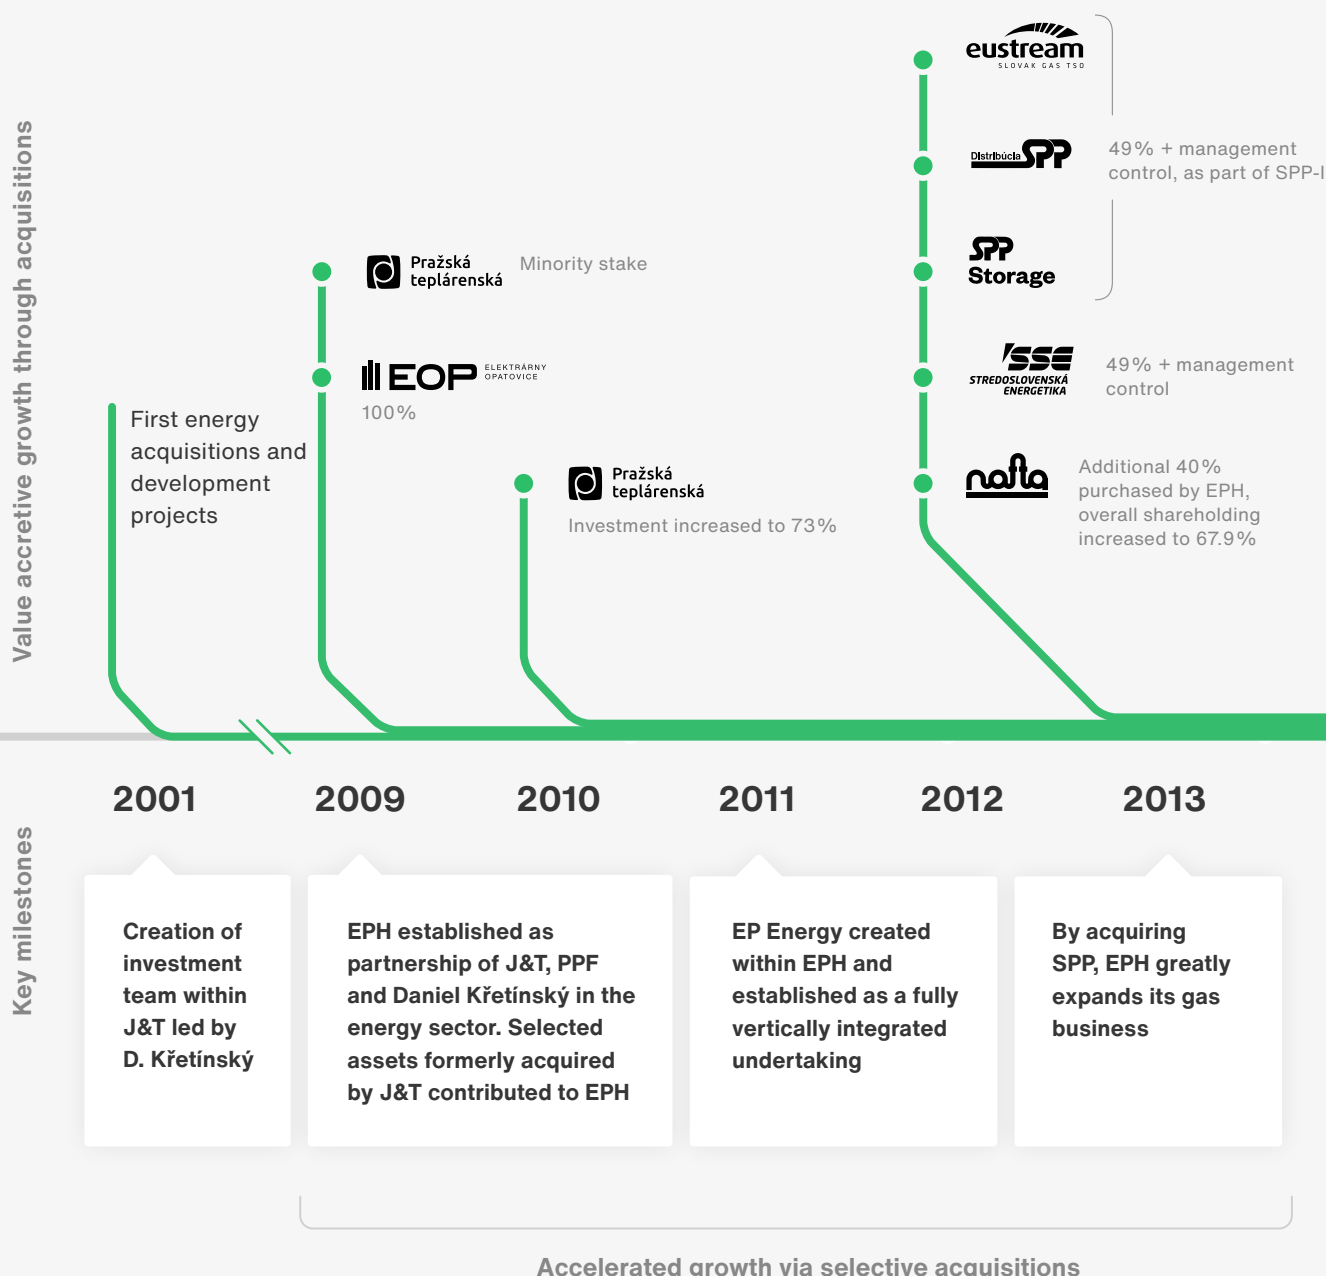 Value accretive growth through acquisitions
eustream
SLOVAK GAS TSO
Distribúcia SPP
49% + management
control, as part of SPP-I
SPP
Storage
Pražská
teplárenská
Minority stake
EOP ELEKTRÁRNY
OPATOVICE
100%
SSE
STREDOSLOVENSKÁ
ENERGETIKA
49% + management
control
First energy
acquisitions and
development
projects
Pražská
teplárenská
Investment increased to 73%
nafta
Additional 40%
purchased by EPH,
overall shareholding
increased to 67.9%
2001
2009
2010
2011
2012
2013
Key milestones
Creation of
investment
team within
J&T led by
D. Křetínský
EPH established as
partnership of J&T, PPF
and Daniel Křetínský in the
energy sector. Selected
assets formerly acquired
by J&T contributed to EPH
EP Energy created
within EPH and
established as a fully
vertically integrated
undertaking
By acquiring
SPP, EPH greatly
expands its gas
business
Accelerated growth via selective acquisitions